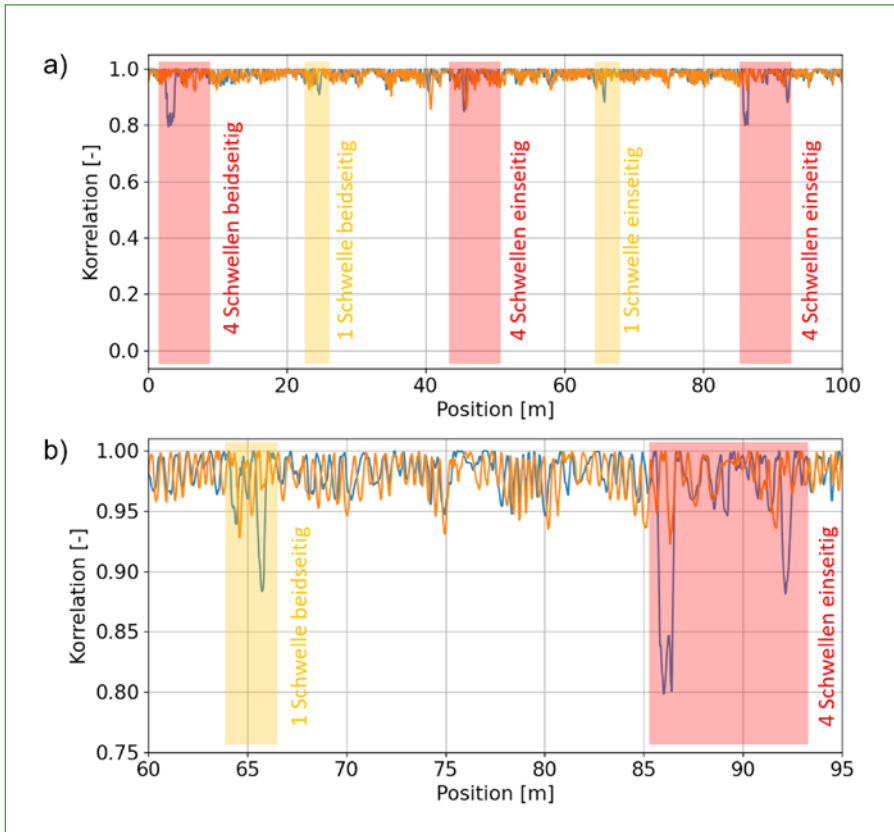 a)
Korrelation [-]
1.0
0.8
0.6
0.4
0.2
0.0
4 Schwellen beidseitig
1 Schwelle beidseitig
4 Schwellen einseitig
1 Schwelle einseitig
4 Schwellen einseitig
0 20 40 60 80 100
Position [m]
b)
Korrelation [-]
1.00
0.95
0.90
0.85
0.80
0.75
1 Schwelle beidseitig
4 Schwellen einseitig
60 65 70 75 80 85 90 95
Position [m]